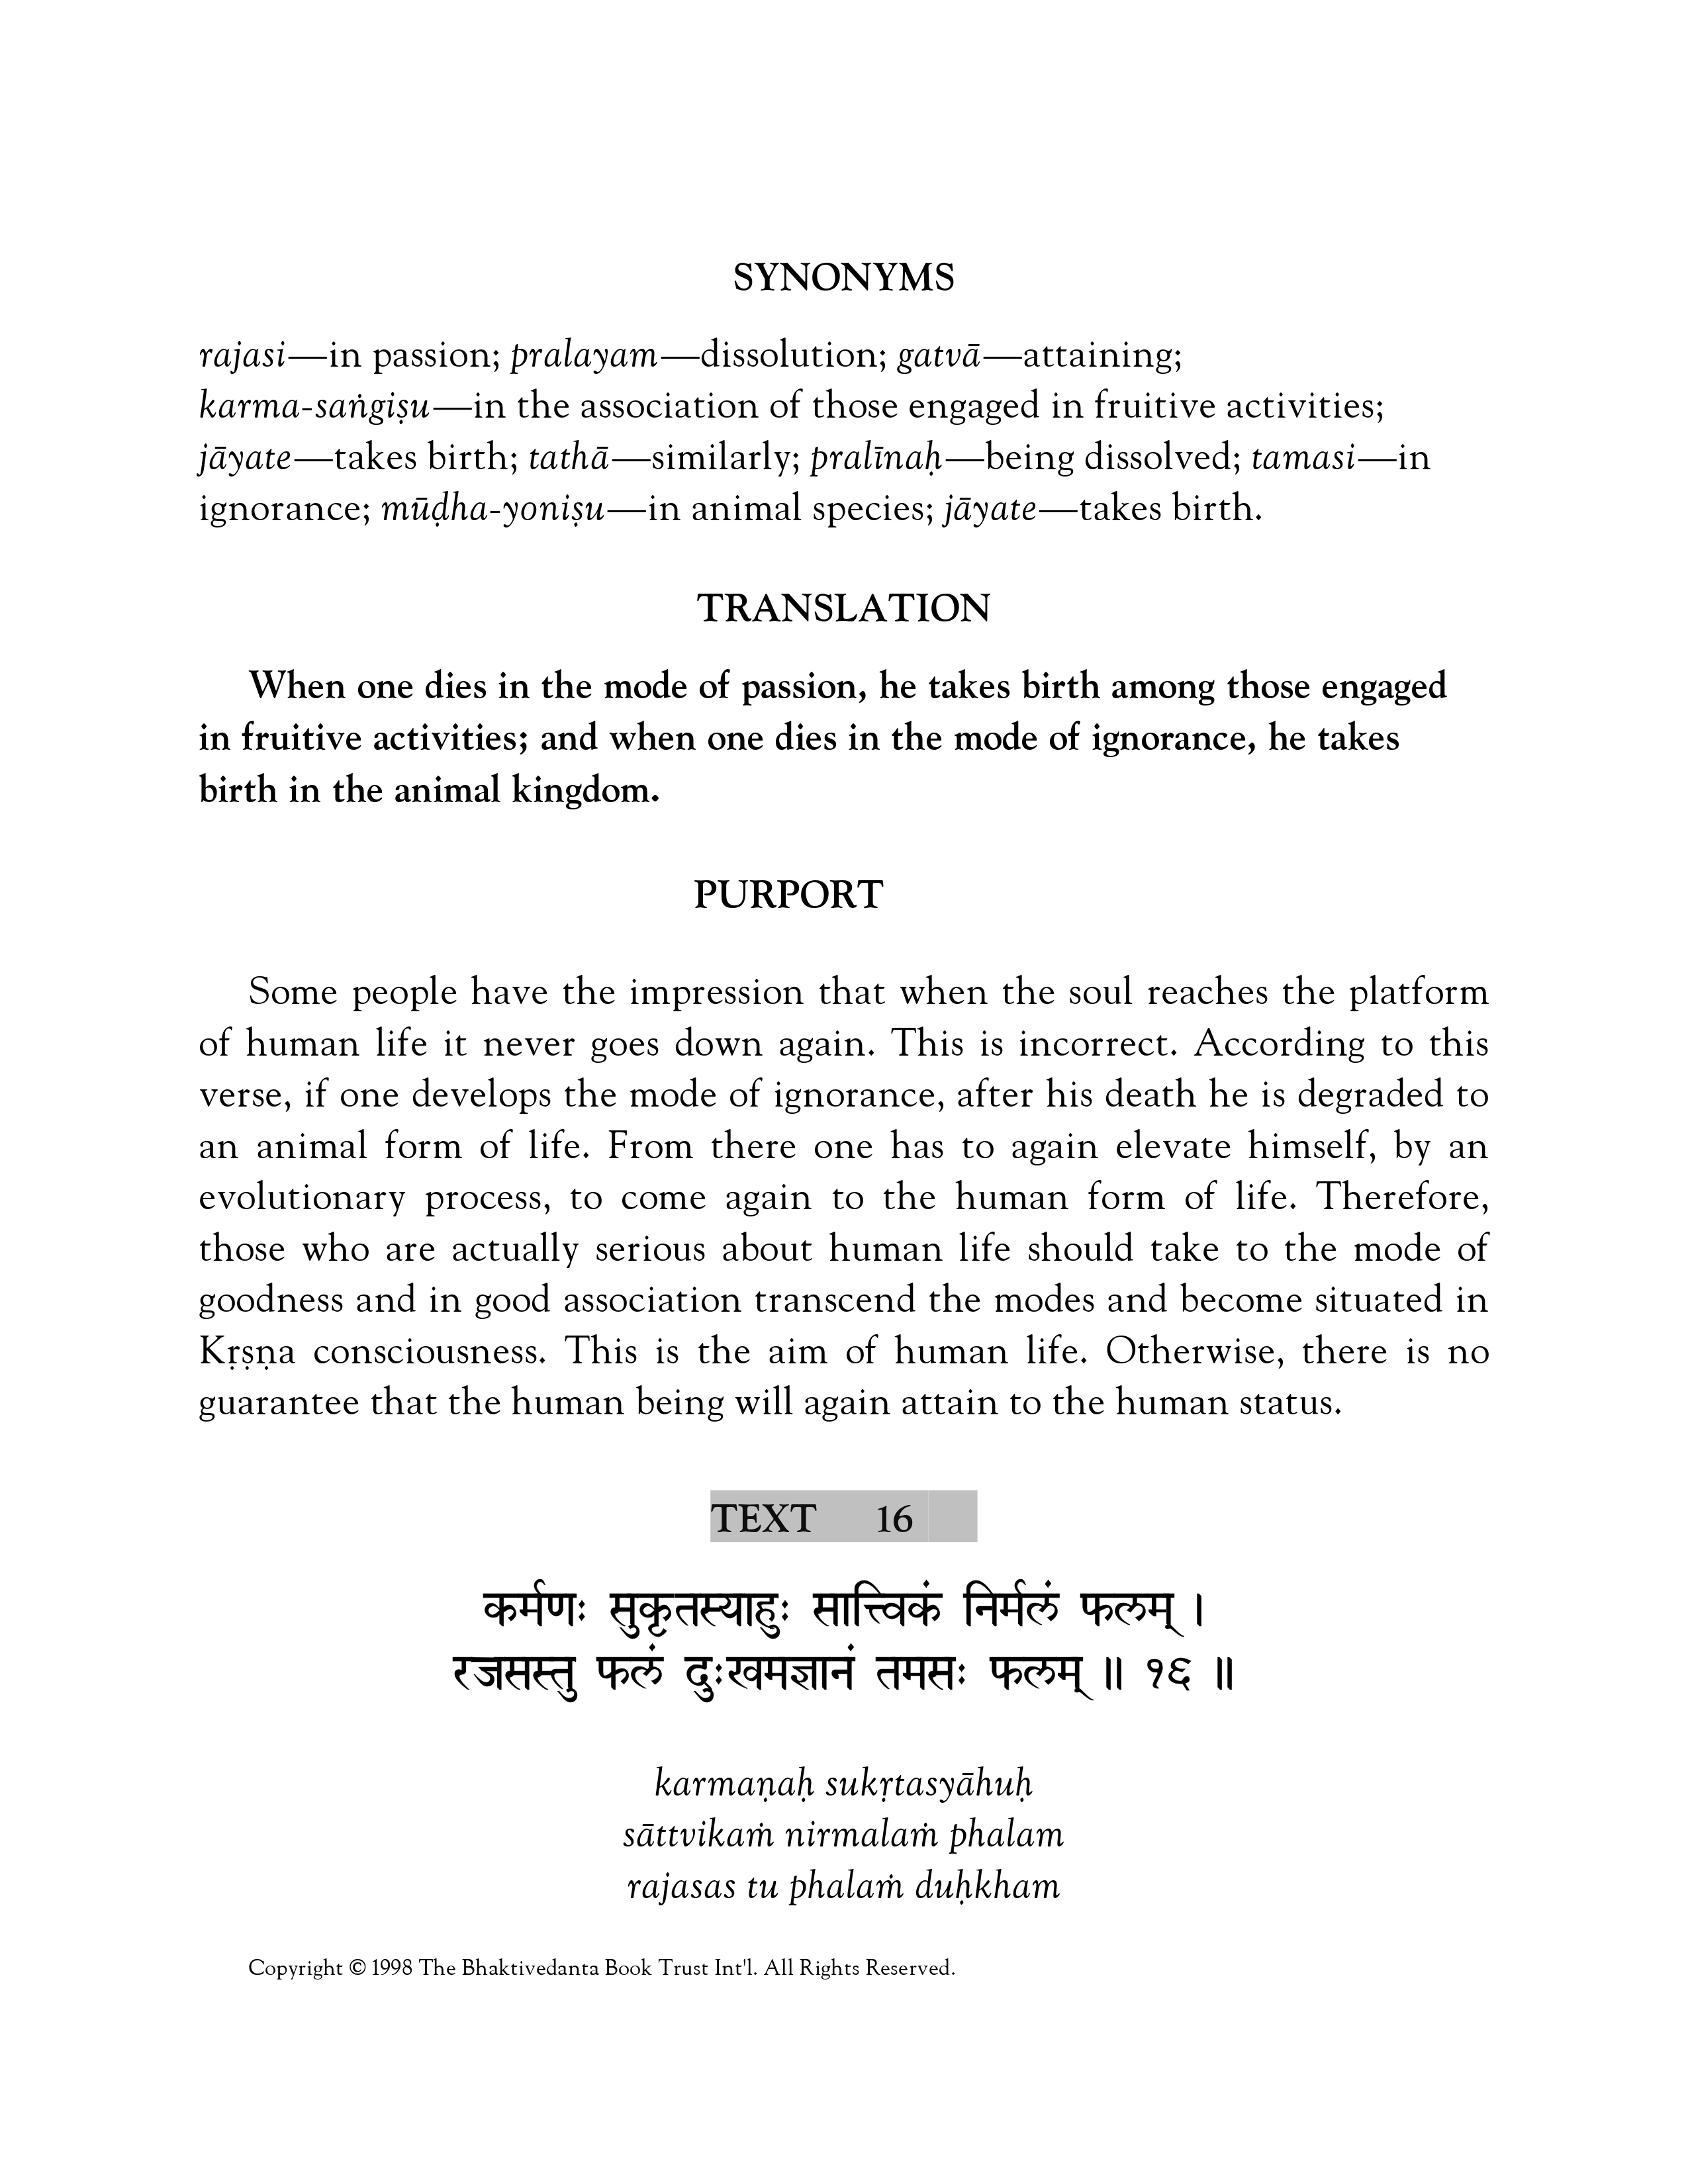 SYNONYMS
rajasi—in passion; pralayam—dissolution; gatvā—attaining;
karma-saṅgiṣu—in the association of those engaged in fruitive activities;
jāyate—takes birth; tathā—similarly; pralīnaḥ—being dissolved; tamasi—in
ignorance; mūḍha-yoniṣu—in animal species; jāyate—takes birth.
TRANSLATION
When one dies in the mode of passion, he takes birth among those engaged
in fruitive activities; and when one dies in the mode of ignorance, he takes
birth in the animal kingdom.
PURPORT
Some people have the impression that when the soul reaches the platform
of human life it never goes down again. This is incorrect. According to this
verse, if one develops the mode of ignorance, after his death he is degraded to
an animal form of life. From there one has to again elevate himself, by an
evolutionary process, to come again to the human form of life. Therefore,
those who are actually serious about human life should take to the mode of
goodness and in good association transcend the modes and become situated in
Kṛṣṇa consciousness. This is the aim of human life. Otherwise, there is no
guarantee that the human being will again attain to the human status.
TEXT 16
कर्मणः सुकृतस्याहुः सात्त्विकं निर्मलं फलम् ।
रजसस्तु फलं दुःखमज्ञानं तमसः फलम् ॥ १६ ॥
karmaṇaḥ sukṛtasyāhuḥ
sāttvikaṁ nirmalaṁ phalam
rajasas tu phalaṁ duḥkham
Copyright © 1998 The Bhaktivedanta Book Trust Int'l. All Rights Reserved.